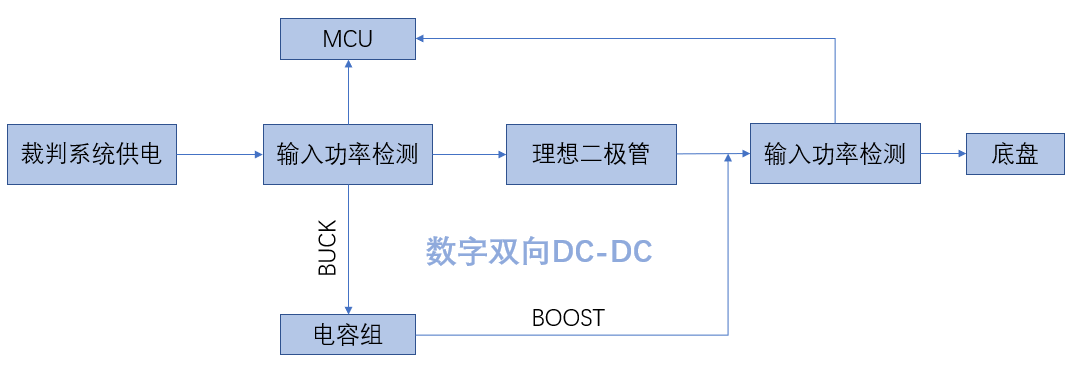 MCU
裁判系统供电
输入功率检测
理想二极管
输入功率检测
底盘
BUCK
数字双向DC-DC
BOOST
电容组